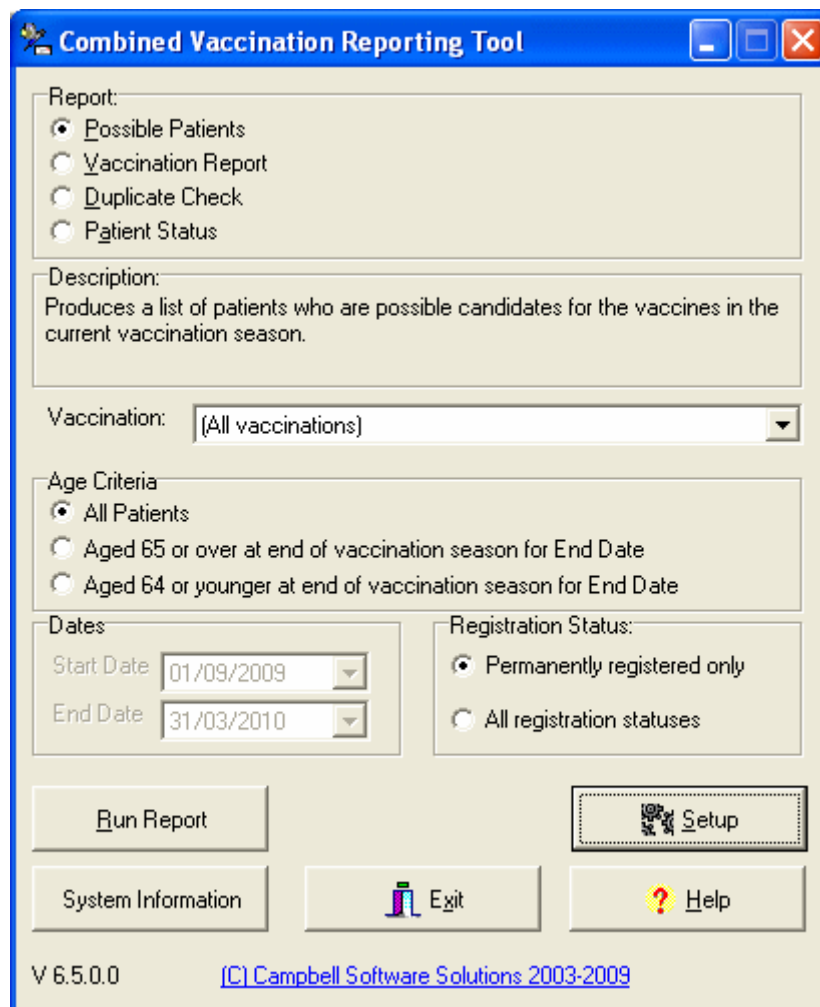 Combined Vaccination Reporting Tool
Report:
Possible Patients
Vaccination Report
Duplicate Check
Patient Status
Description:
Produces a list of patients who are possible candidates for the vaccines in the
current vaccination season.
Vaccination:
(All vaccinations)
Age Criteria
All Patients
Aged 65 or over at end of vaccination season for End Date
Aged 64 or younger at end of vaccination season for End Date
Dates
Start Date 01/09/2009
End Date 31/03/2010
Registration Status:
Permanently registered only
All registration statuses
Run Report
Setup
System Information
Exit
? Help
V 6.5.0.0
(C) Campbell Software Solutions 2003-2009